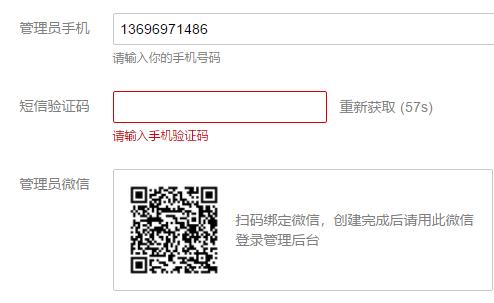 管理员手机
13696971486
请输入你的手机号码
短信验证码
重新获取 (57s)
请输入手机验证码
管理员微信
扫码绑定微信，创建完成后请用此微信
登录管理后台